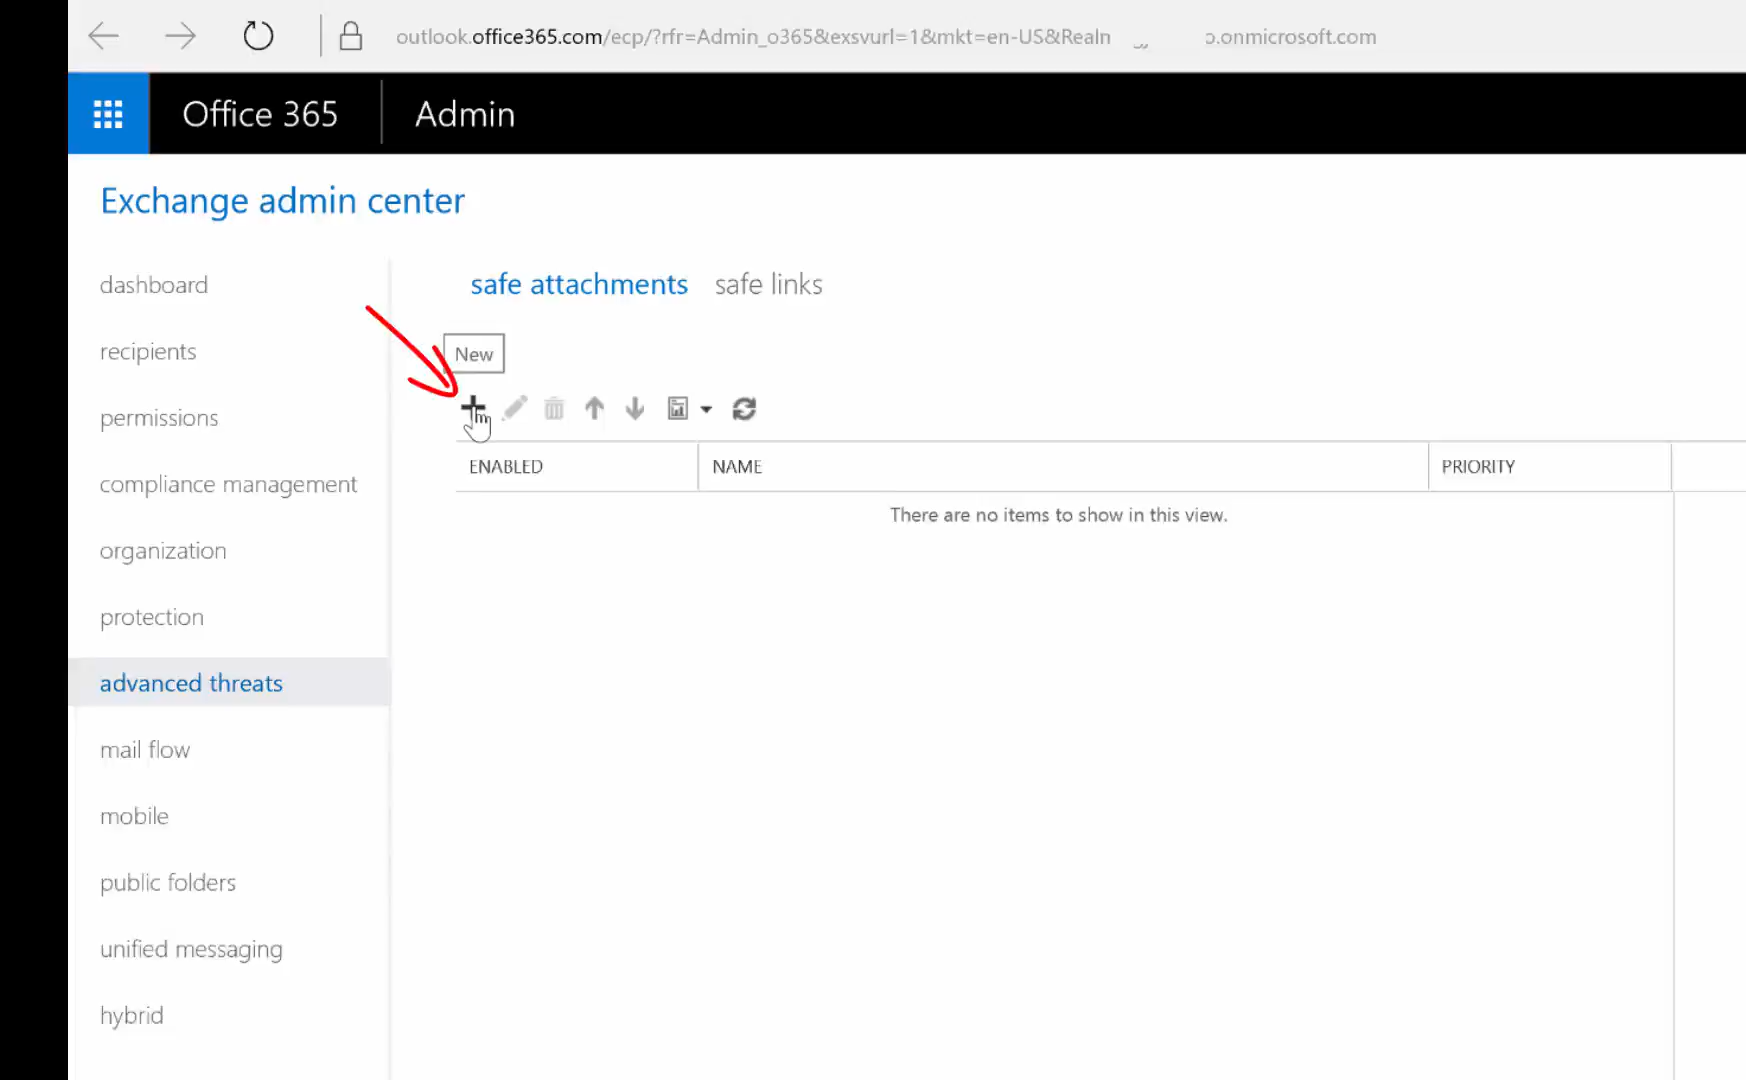 outlook.office365.com/ecp/?rfr=Admin_o365&exsvurl=1&mkt=en-US&Realn
o.onmicrosoft.com
Office 365
Admin
Exchange admin center
dashboard
recipients
permissions
compliance management
organization
protection
advanced threats
mail flow
mobile
public folders
unified messaging
hybrid
safe attachments
safe links
New
ENABLED
NAME
PRIORITY
There are no items to show in this view.